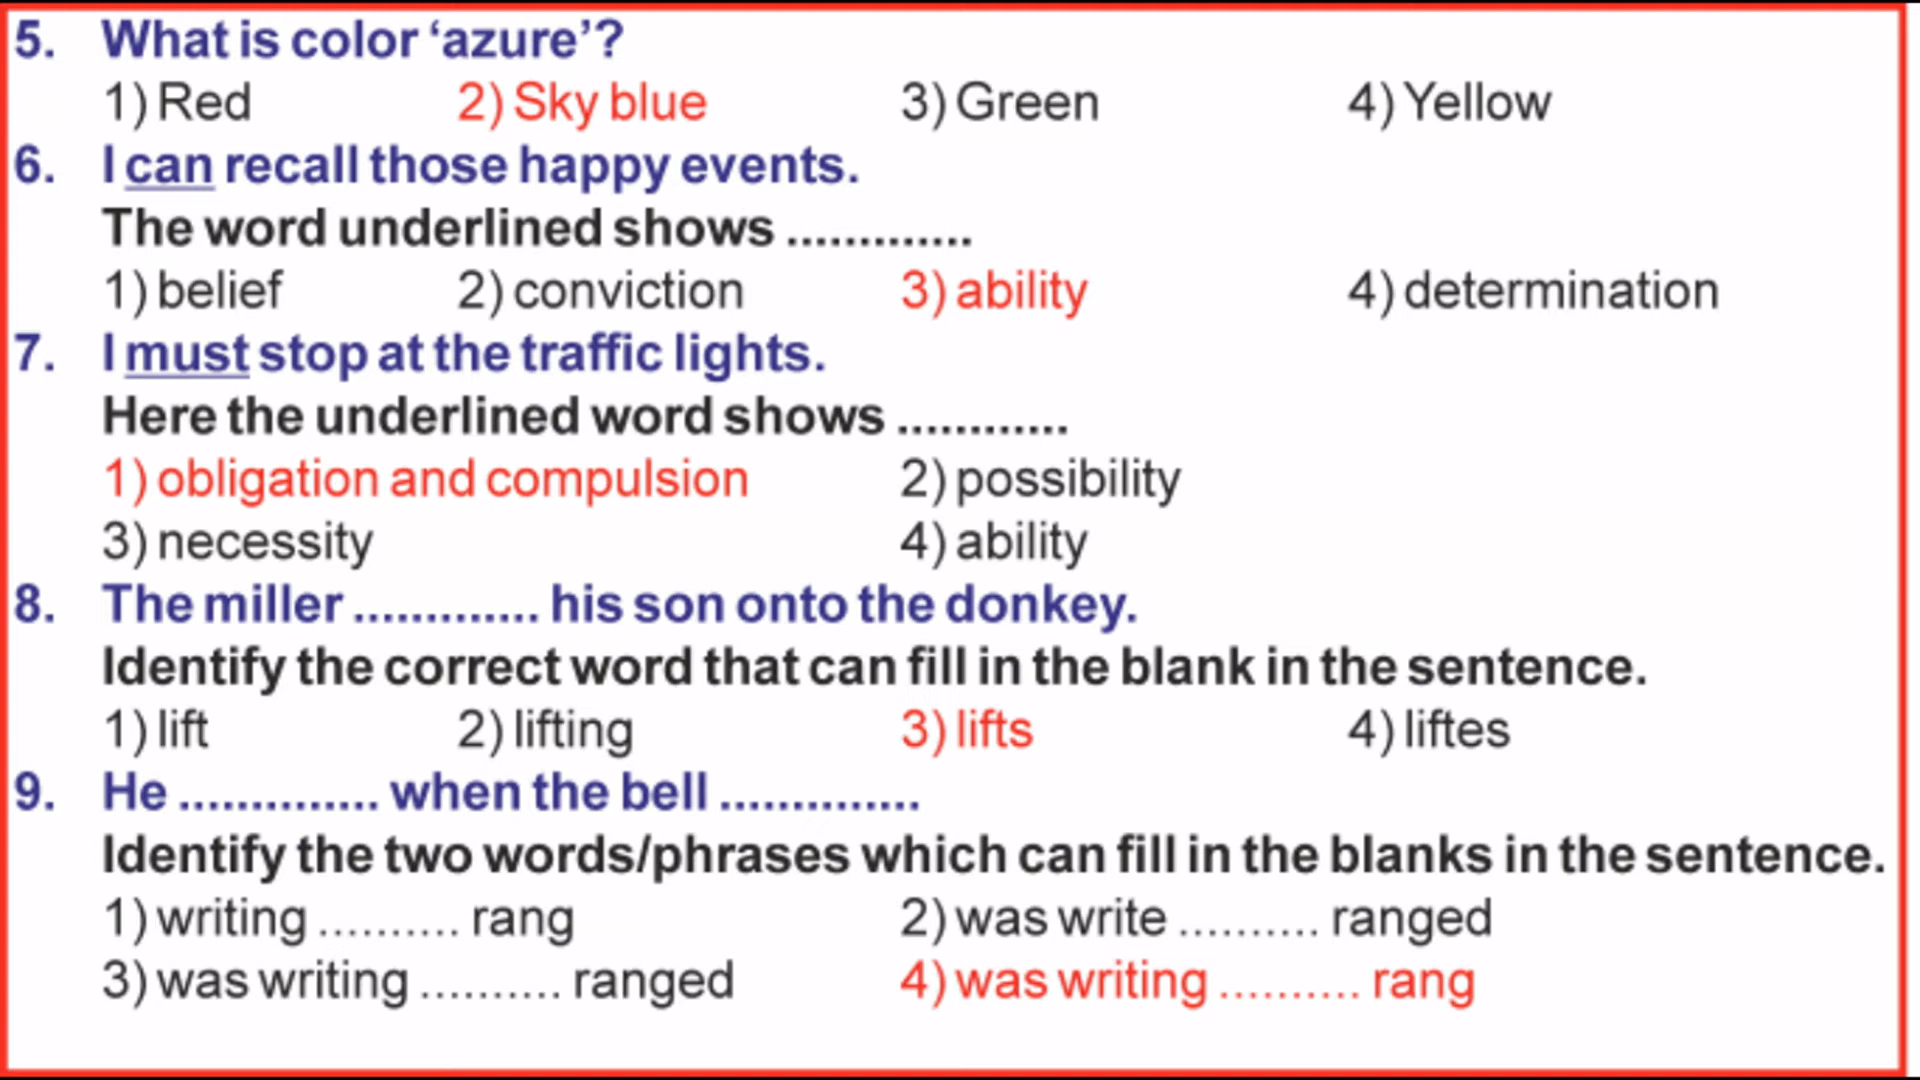 5. What is color ‘azure’?
1) Red 2) Sky blue 3) Green 4) Yellow
6. I can recall those happy events.
The word underlined shows .............
1) belief 2) conviction 3) ability 4) determination
7. I must stop at the traffic lights.
Here the underlined word shows ............
1) obligation and compulsion 2) possibility
3) necessity 4) ability
8. The miller ............. his son onto the donkey.
Identify the correct word that can fill in the blank in the sentence.
1) lift 2) lifting 3) lifts 4) liftes
9. He .............. when the bell ..............
Identify the two words/phrases which can fill in the blanks in the sentence.
1) writing .......... rang 2) was write .......... ranged
3) was writing .......... ranged 4) was writing .......... rang